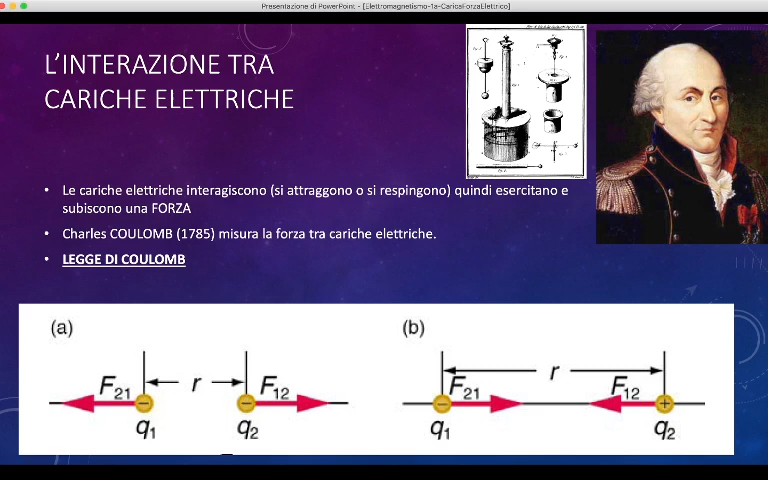 Presentazione di PowerPoint - [Elettromagnetismo-1a-CaricaForzaElettrico]
L'INTERAZIONE TRA
CARICHE ELETTRICHE
• Le cariche elettriche interagiscono (si attraggono o si respingono) quindi esercitano e
subiscono una FORZA
• Charles COULOMB (1785) misura la forza tra cariche elettriche.
• LEGGE DI COULOMB
(a)
F21
r
F12
q1
q2
(b)
r
F21
F12
q1
q2